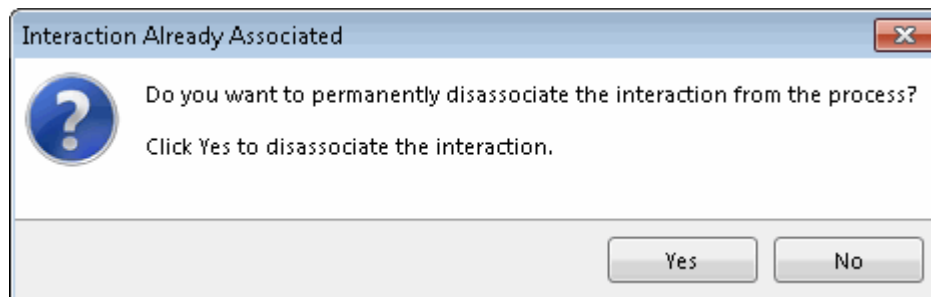 Interaction Already Associated
Do you want to permanently disassociate the interaction from the process?
Click Yes to disassociate the interaction.
Yes No